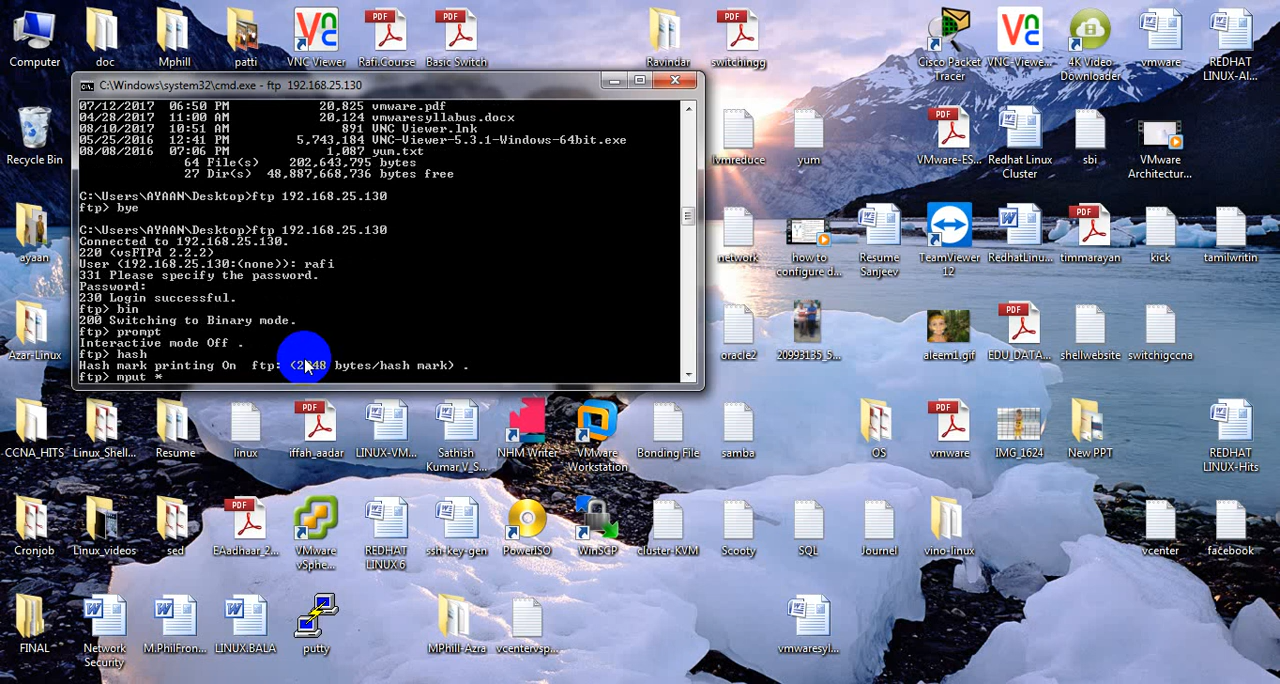 Computer
doc
Mphill
patti
VNC Viewer
Rafi.Course
Basic Switch
Ravindar
switchingg
Cisco Packet
Tracer
VNC-Viewe...
4K Video
Downloader
vmware
REDHAT
LINUX-Al...
C:\Windows\system32\cmd.exe - ftp 192.168.25.130
07/12/2017 06:50 PM 20,825 vmware.pdf
04/28/2017 11:00 AM 20,124 vmwaresyllabus.docx
08/10/2017 10:51 AM 891 VNC Viewer.lnk
05/25/2016 12:41 PM 5,743,184 VNC-Viewer-5.3.1-Windows-64bit.exe
08/08/2016 07:06 PM 1,087 yum.txt
64 File(s) 202,643,795 bytes
27 Dir(s) 48,887,668,736 bytes free
C:\Users\AYAAN\Desktop>ftp 192.168.25.130
ftp> bye
C:\Users\AYAAN\Desktop>ftp 192.168.25.130
Connected to 192.168.25.130.
220 (vsFTPd 2.2.2)
User (192.168.25.130:(none)): rafi
331 Please specify the password.
Password:
230 Login successful.
ftp> bin
200 Switching to Binary mode.
ftp> prompt
Interactive mode Off .
ftp> hash
Hash mark printing On ftp: (2048 bytes/hash mark) .
ftp> mput *
Recycle Bin
lvmreduce
yum
VMware-ES...
Redhat Linux
Cluster
sbi
VMware
Architectur...
ayaan
network
how to
configure d...
Resume
Sanjeev
TeamViewer
12
RedhatLinu...
timmarayan
kick
tamilwritin
Azar-Linux
oracle2
20993135_5...
aleem1.gif
EDU_DATA...
shellwebsite
switchigccna
CCNA_HITS
Linux_Shell...
Resume
linux
iffah_aadar
LINUX-VM...
Sathish
Kumar V_S...
NHM Writer
VMware
Workstation
Bonding File
samba
OS
vmware
IMG_1624
New PPT
REDHAT
LINUX-Hits
Cronjob
Linux_videos
sed
EAadhaar_2...
VMware
vSphe...
REDHAT
LINUX 6
ssh-key-gen
PowerISO
WinSCP
cluster-KVM
Scooty
SQL
Journel
vino-linux
vcenter
facebook
FINAL
Network
Security
M.PhilFron...
LINUX.BALA
putty
MPhill-Azra
vcentervsp...
vmwaresyl...